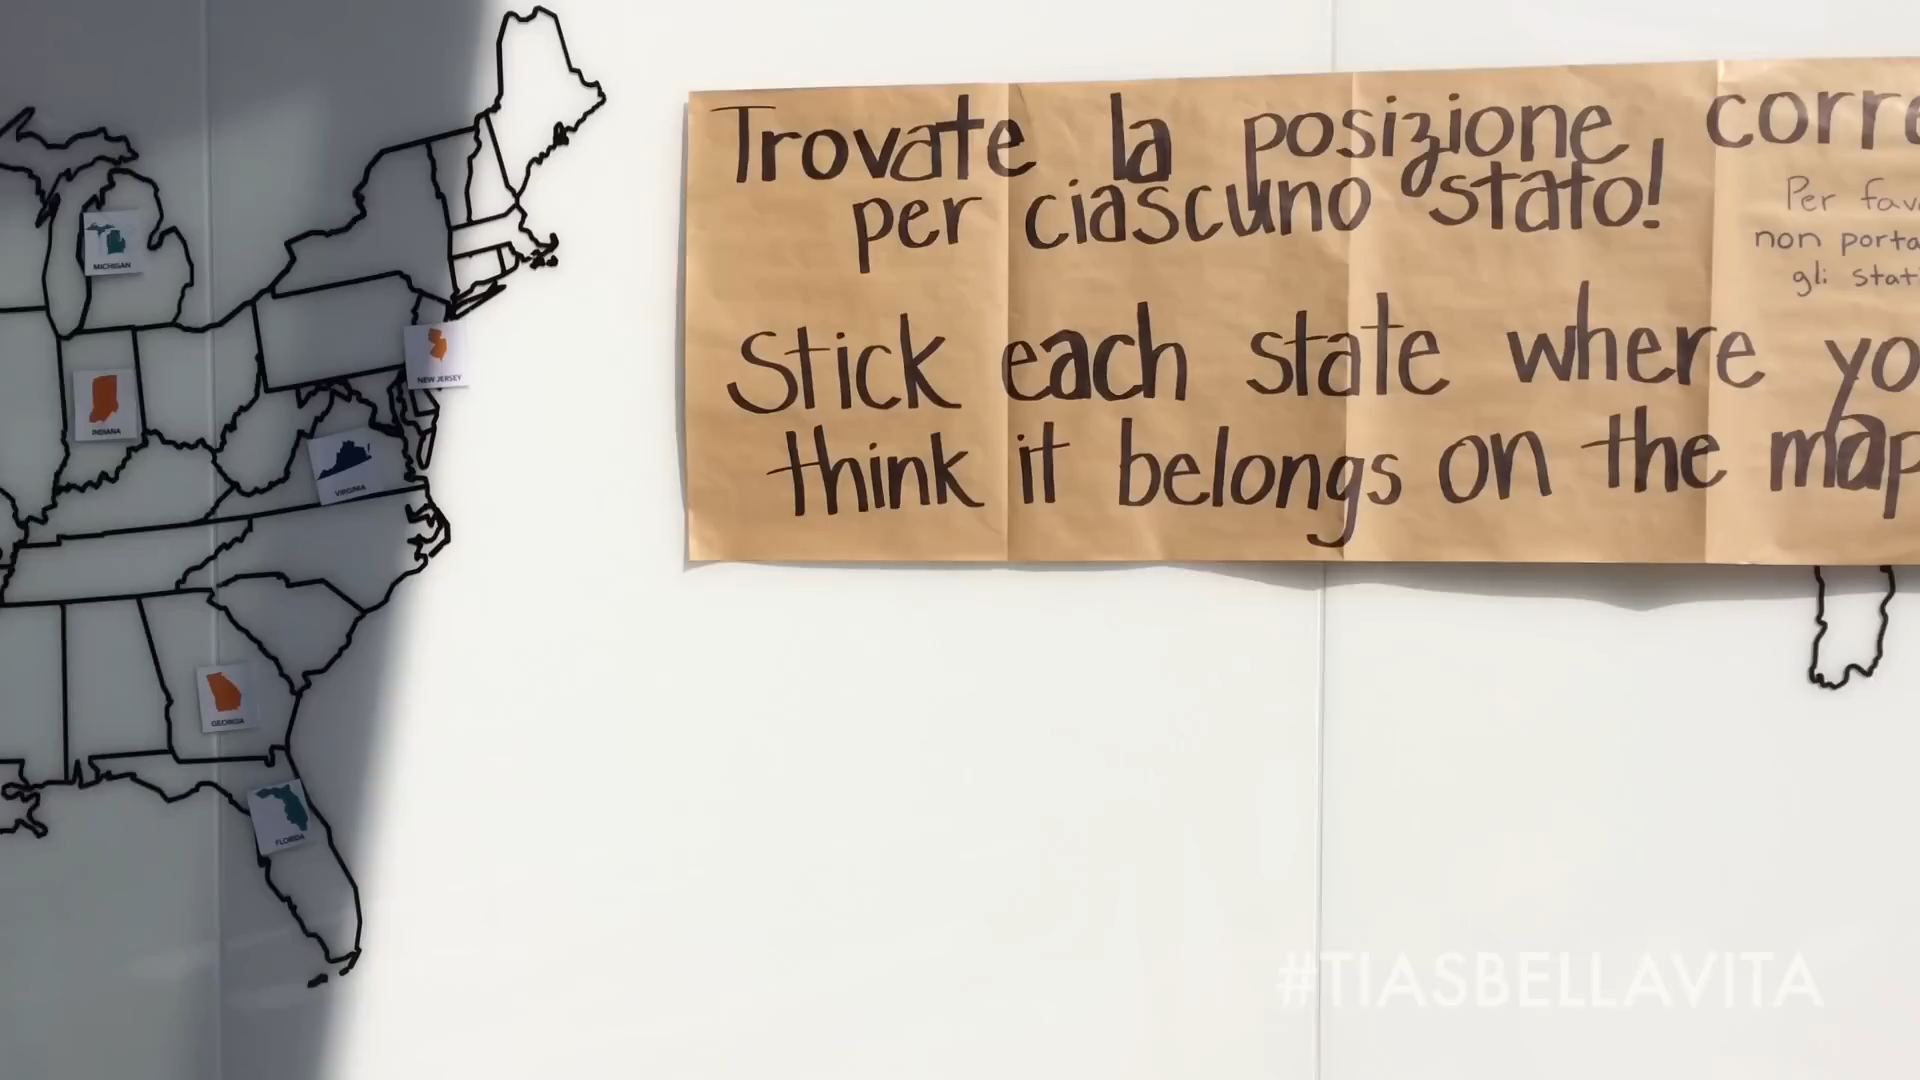 Trovate la posizione
per ciascuno stato!
Per
non
gli
Stick each state where
think it belongs on the map
MICHIGAN
NEW JERSEY
INDIANA
VIRGINIA
GEORGIA
FLORIDA
#TIASBELLAVITA